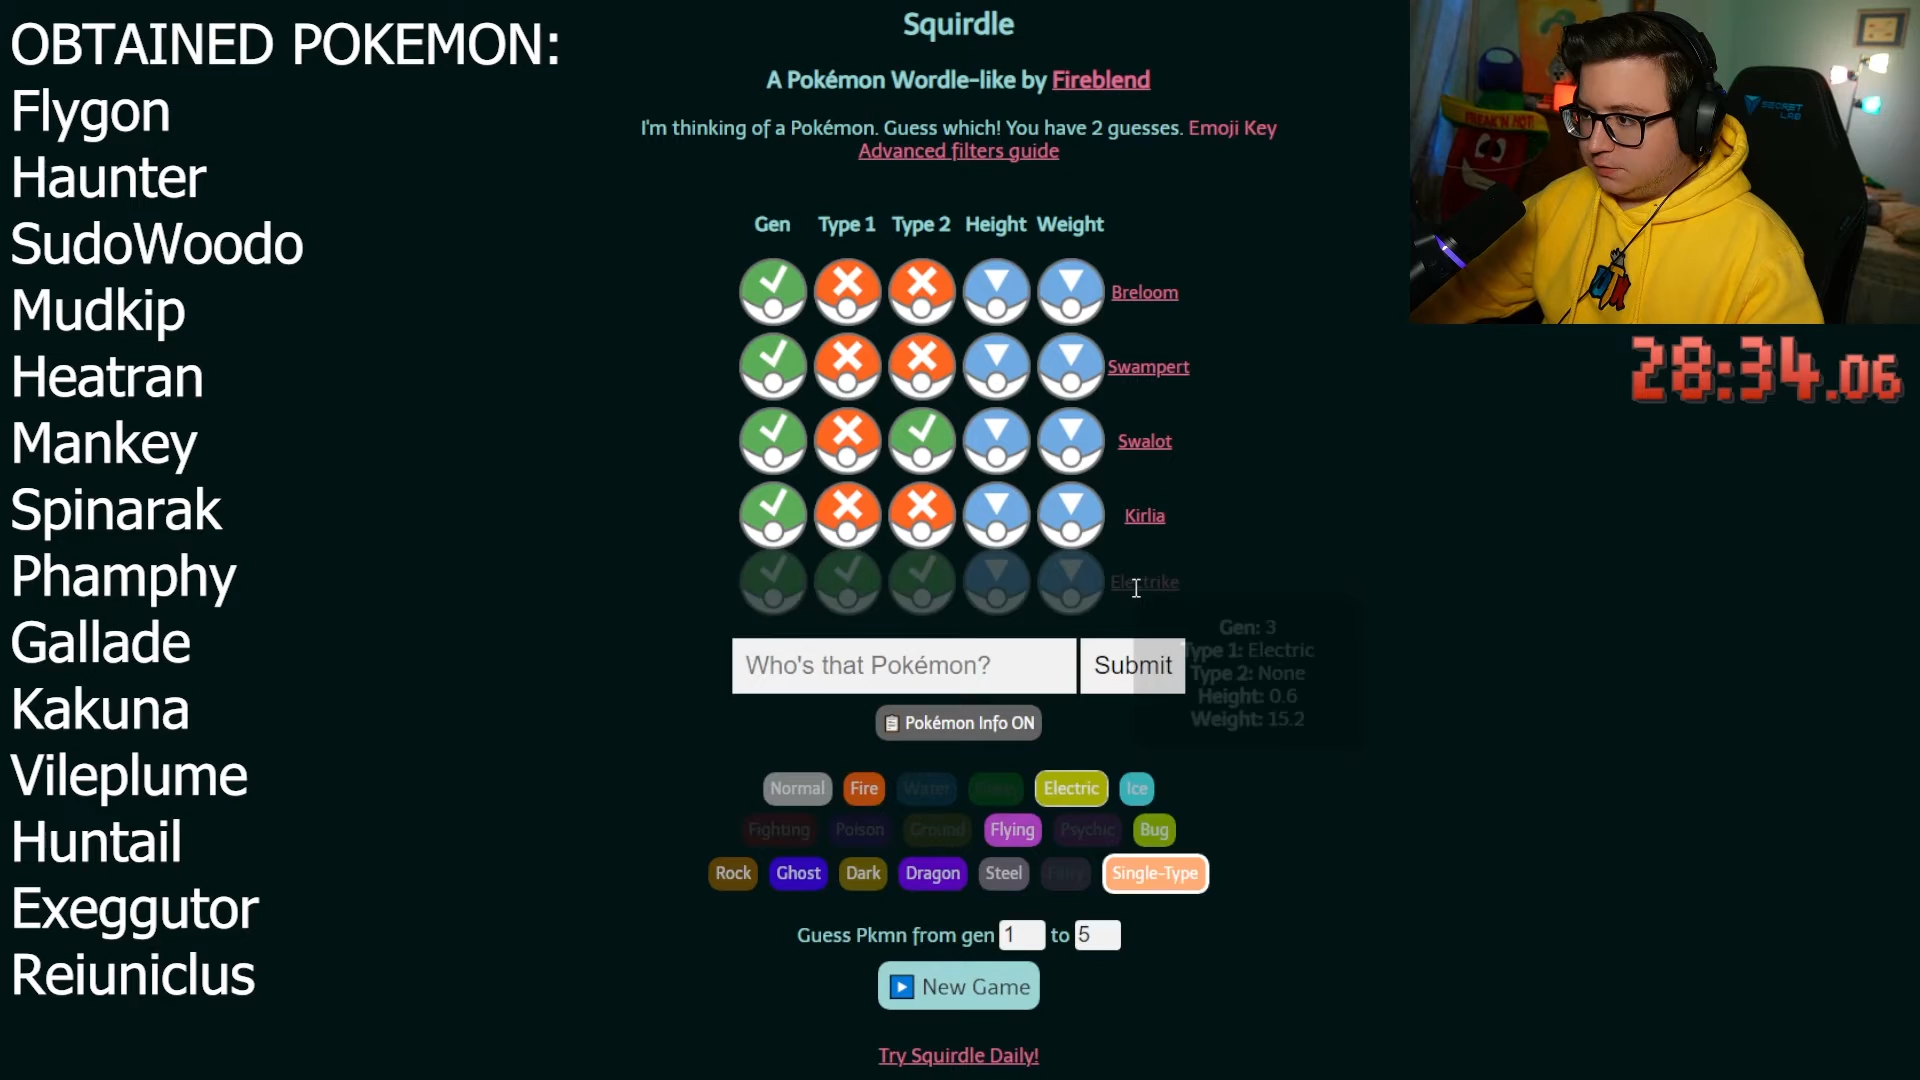 OBTAINED POKEMON:
Flygon
Haunter
SudoWoodo
Mudkip
Heatran
Mankey
Spinarak
Phamphy
Gallade
Kakuna
Vileplume
Huntail
Exeggutor
Reiuniclus
Squirdle
A Pokémon Wordle-like by Fireblend
I'm thinking of a Pokémon. Guess which! You have 2 guesses. Emoji Key
Advanced filters guide
Gen Type 1 Type 2 Height Weight
Breloom
Swampert
Swalot
Kirlia
Electrike
Gen: 3
Type 1: Electric
Type 2: None
Height: 0.6
Weight: 15.2
Who's that Pokémon? Submit
Pokémon Info ON
Normal Fire Water Electric Ice
Fighting Poison Ground Flying Psychic Bug
Rock Ghost Dark Dragon Steel Fairy Single-Type
Guess Pkmn from gen 1 to 5
New Game
Try Squirdle Daily!
SECRET
LAB
FREAK'N HOT!
28:34.06